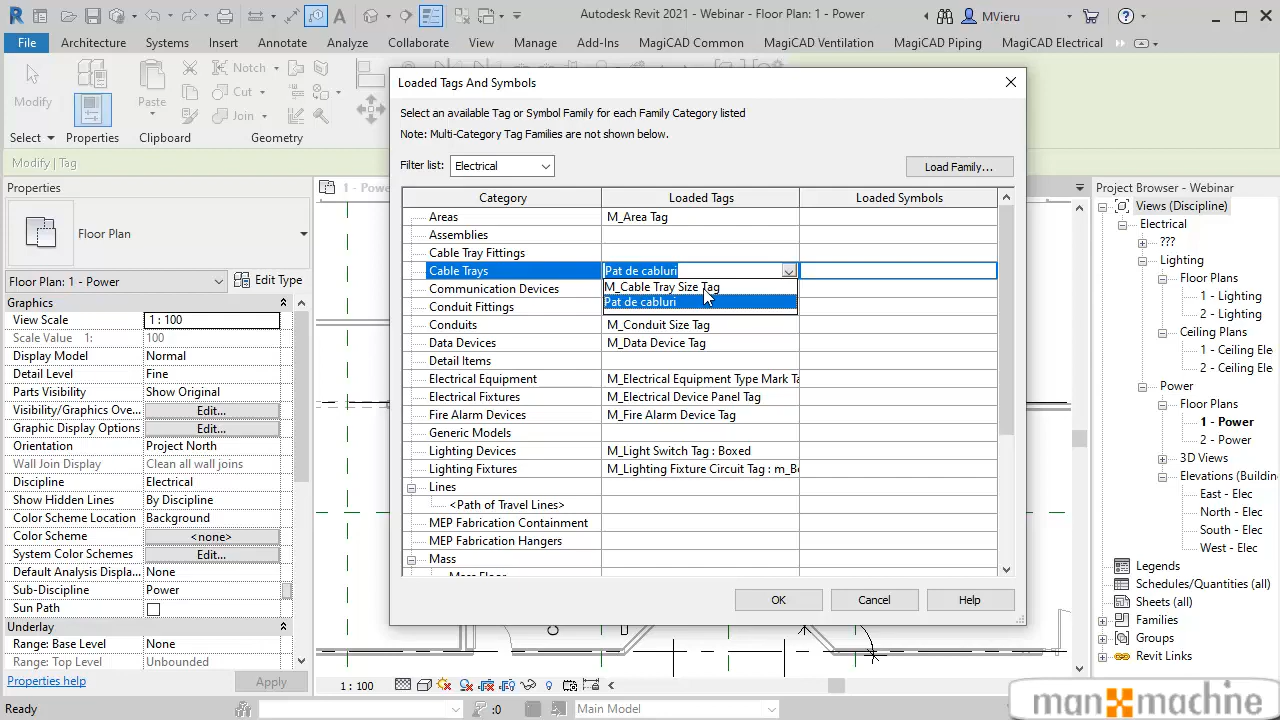 Autodesk Revit 2021 - Webinar - Floor Plan: 1 - Power
MVieru
File
Architecture
Systems
Insert
Annotate
Analyze
Collaborate
View
Manage
Add-Ins
MagiCAD Common
MagiCAD Ventilation
MagiCAD Piping
MagiCAD Electrical
Modify
Paste
Notch
Cut
Join
Select
Properties
Clipboard
Geometry
Modify | Tag
Loaded Tags And Symbols
Select an available Tag or Symbol Family for each Family Category listed
Note: Multi-Category Tag Families are not shown below.
Filter list:
Electrical
Load Family...
Category
Loaded Tags
Loaded Symbols
Areas
M_Area Tag
Assemblies
Cable Tray Fittings
Cable Trays
Pat de cabluri
M_Cable Tray Size Tag
Pat de cabluri
Communication Devices
Conduit Fittings
Conduits
M_Conduit Size Tag
Data Devices
M_Data Device Tag
Detail Items
Electrical Equipment
M_Electrical Equipment Type Mark Ta
Electrical Fixtures
M_Electrical Device Panel Tag
Fire Alarm Devices
M_Fire Alarm Device Tag
Generic Models
Lighting Devices
M_Light Switch Tag : Boxed
Lighting Fixtures
M_Lighting Fixture Circuit Tag : m_Bo
Lines
<Path of Travel Lines>
MEP Fabrication Containment
MEP Fabrication Hangers
Mass
Mass Floor
OK
Cancel
Help
Properties
Floor Plan
Floor Plan: 1 - Power
Edit Type
Graphics
View Scale
1 : 100
Scale Value 1:
100
Display Model
Normal
Detail Level
Fine
Parts Visibility
Show Original
Visibility/Graphics Ove...
Edit...
Graphic Display Options
Edit...
Orientation
Project North
Wall Join Display
Clean all wall joins
Discipline
Electrical
Show Hidden Lines
By Discipline
Color Scheme Location
Background
Color Scheme
<none>
System Color Schemes
Edit...
Default Analysis Displa...
None
Sub-Discipline
Power
Sun Path
Underlay
Range: Base Level
None
Range: Top Level
Unbounded
Properties help
Apply
1 - Powe
Project Browser - Webinar
Views (Discipline)
Electrical
???
Lighting
Floor Plans
1 - Lighting
2 - Lighting
Ceiling Plans
1 - Ceiling Ele
2 - Ceiling Ele
Power
Floor Plans
1 - Power
2 - Power
3D Views
Elevations (Building
East - Elec
North - Elec
South - Elec
West - Elec
Legends
Schedules/Quantities (all)
Sheets (all)
Families
Groups
Revit Links
1 : 100
Ready
:0
Main Model
man machine